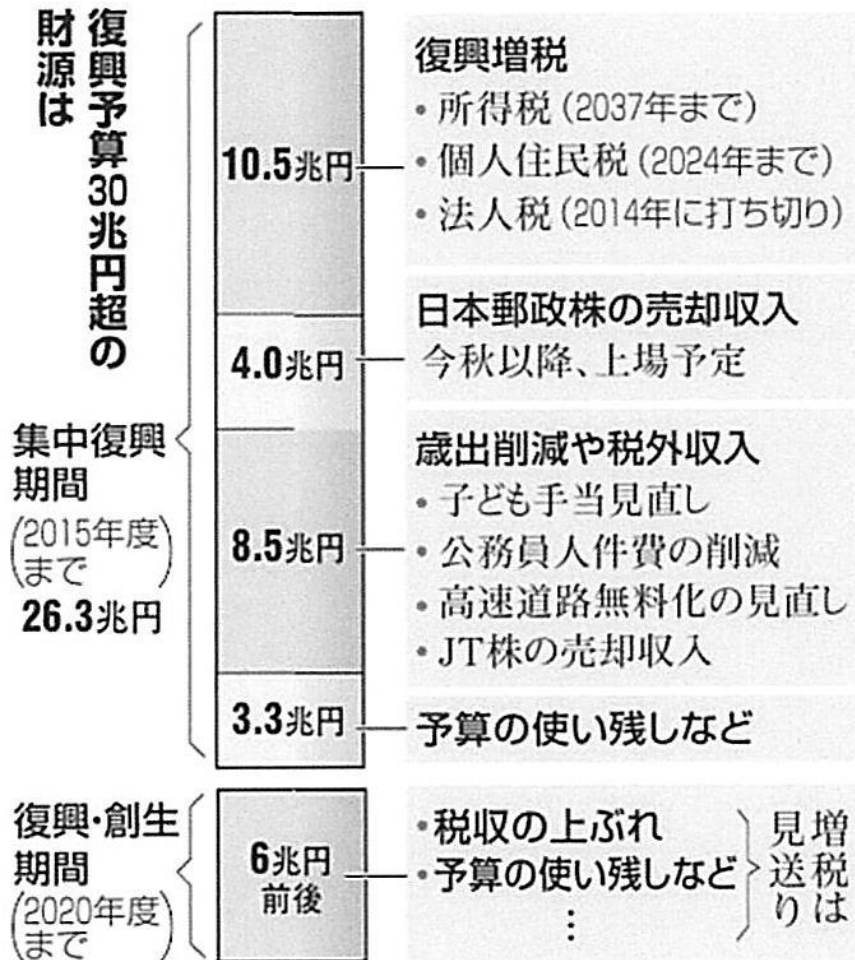 復興予算30兆円超の
財源は
集中復興
期間
(2015年度
まで)
26.3兆円
10.5兆円
復興増税
・所得税(2037年まで)
・個人住民税(2024年まで)
・法人税(2014年に打ち切り)
4.0兆円
日本郵政株の売却収入
今秋以降、上場予定
8.5兆円
歳出削減や税外収入
・子ども手当見直し
・公務員人件費の削減
・高速道路無料化の見直し
・JT株の売却収入
3.3兆円
予算の使い残しなど
復興・創生
期間
(2020年度
まで)
6兆円
前後
・税収の上ぶれ
・予算の使い残しなど
⋮
増税は
見送り